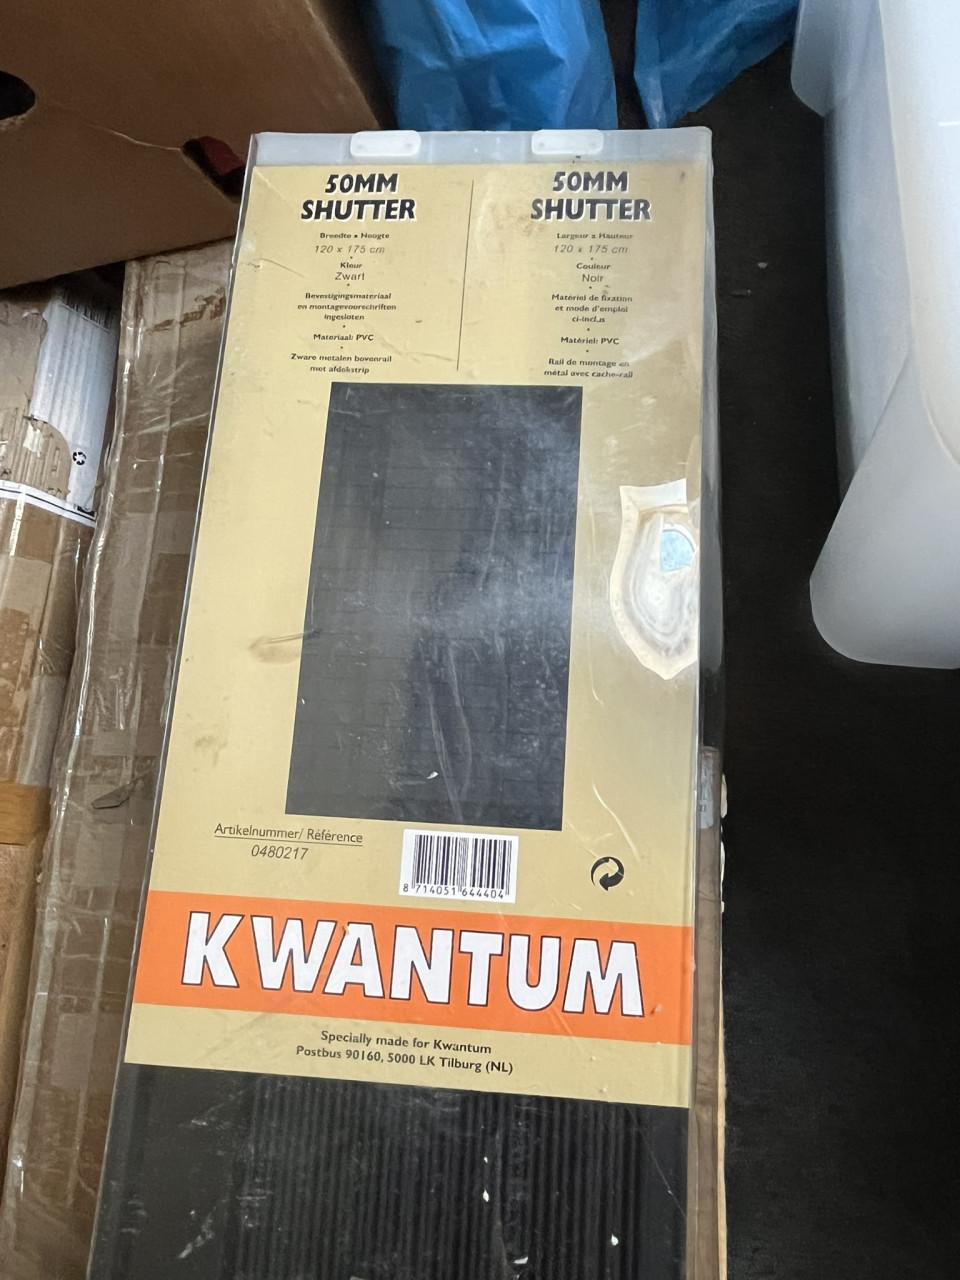 50MM
SHUTTER
Breedte x Hoogte
120 x 175 cm
Kleur
Zwart
Bevestigingsmateriaal
en montagevoorschriften
ingesloten
Materiaal: PVC
Zware metalen bovenrail
met afdekstrip
50MM
SHUTTER
Largeur x Hauteur
120 x 175 cm
Couleur
Noir
Matériel de fixation
et mode d'emploi
ci-inclus
Matériel: PVC
Rail de montage en
métal avec cache-rail
Artikelnummer/ Référence
0480217
8 714051 644404
KWANTUM
Specially made for Kwantum
Postbus 90160, 5000 LK Tilburg (NL)